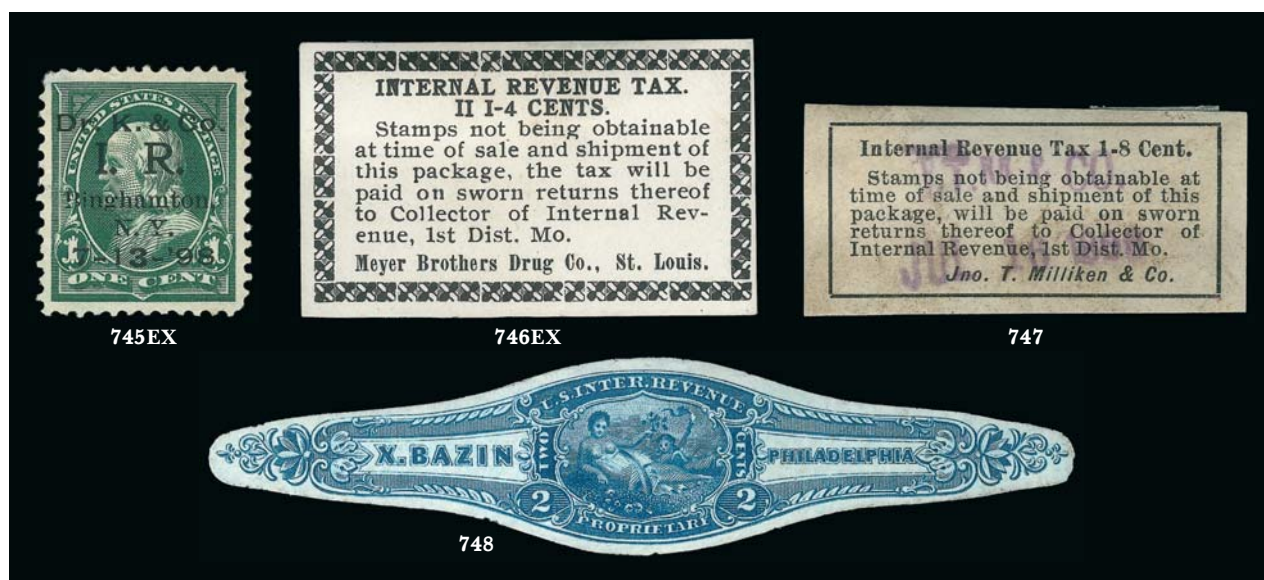 UNITED STATES POSTAGE
Dr. K. & Co.
I. R.
Binghamton,
N. Y.
7-13-98.
ONE CENT
745EX
INTERNAL REVENUE TAX.
II I-4 CENTS.
Stamps not being obtainable
at time of sale and shipment of
this package, the tax will be
paid on sworn returns thereof
to Collector of Internal Rev-
enue, 1st Dist. Mo.
Meyer Brothers Drug Co., St. Louis.
746EX
Internal Revenue Tax 1-8 Cent.
Stamps not being obtainable at
time of sale and shipment of this
package, will be paid on sworn
returns thereof to Collector of
Internal Revenue, 1st Dist. Mo.
Jno. T. Milliken & Co.
747
U.S. INTER. REVENUE
X. BAZIN TWO CENTS PHILADELPHIA
2 2
PROPRIETARY
748